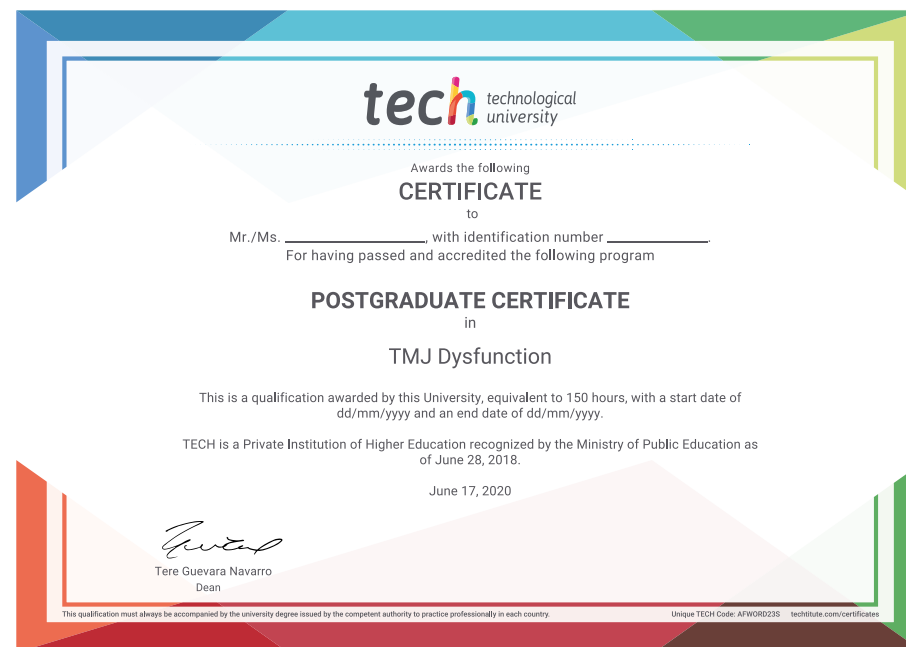 tech technological
university
Awards the following
CERTIFICATE
to
Mr./Ms. ____________________, with identification number ______________.
For having passed and accredited the following program
POSTGRADUATE CERTIFICATE
in
TMJ Dysfunction
This is a qualification awarded by this University, equivalent to 150 hours, with a start date of
dd/mm/yyyy and an end date of dd/mm/yyyy.
TECH is a Private Institution of Higher Education recognized by the Ministry of Public Education as
of June 28, 2018.
June 17, 2020
Tere Guevara Navarro
Dean
This qualification must always be accompanied by the university degree issued by the competent authority to practice professionally in each country.
Unique TECH Code: AFWORD23S techtitute.com/certificates